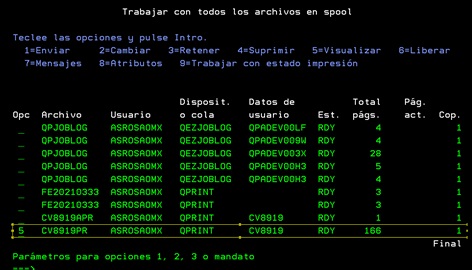 Trabajar con todos los archivos en spool
Teclee las opciones y pulse Intro.
1=Enviar 2=Cambiar 3=Retener 4=Suprimir 5=Visualizar 6=Liberar
7=Mensajes 8=Atributos 9=Trabajar con estado impresión
Disposit. Datos de Total Pág.
Opc Archivo Usuario o cola usuario Est. págs. act. Cop.
_ QPJOBLOG ASROSAOMX QEZJOBLOG QPADEV00LF RDY 4 1
_ QPJOBLOG ASROSAOMX QEZJOBLOG QPADEV009W RDY 4 1
_ QPJOBLOG ASROSAOMX QEZJOBLOG QPADEV003X RDY 28 1
_ QPJOBLOG ASROSAOMX QEZJOBLOG QPADEV00H3 RDY 5 1
_ QPJOBLOG ASROSAOMX QEZJOBLOG QPADEV00H3 RDY 4 1
_ FE20210333 ASROSAOMX QPRINT RDY 3 1
_ FE20210333 ASROSAOMX QPRINT RDY 3 1
_ CV8919APR ASROSAOMX QPRINT CV8919 RDY 1 1
5 CV8919PR ASROSAOMX QPRINT CV8919 RDY 166 1
Final
Parámetros para opciones 1, 2, 3 o mandato
===>